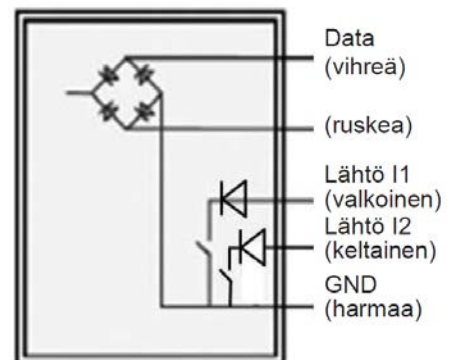 Data
(vihreä)
(ruskea)
Lähtö I1
(valkoinen)
Lähtö I2
(keltainen)
GND
(harmaa)